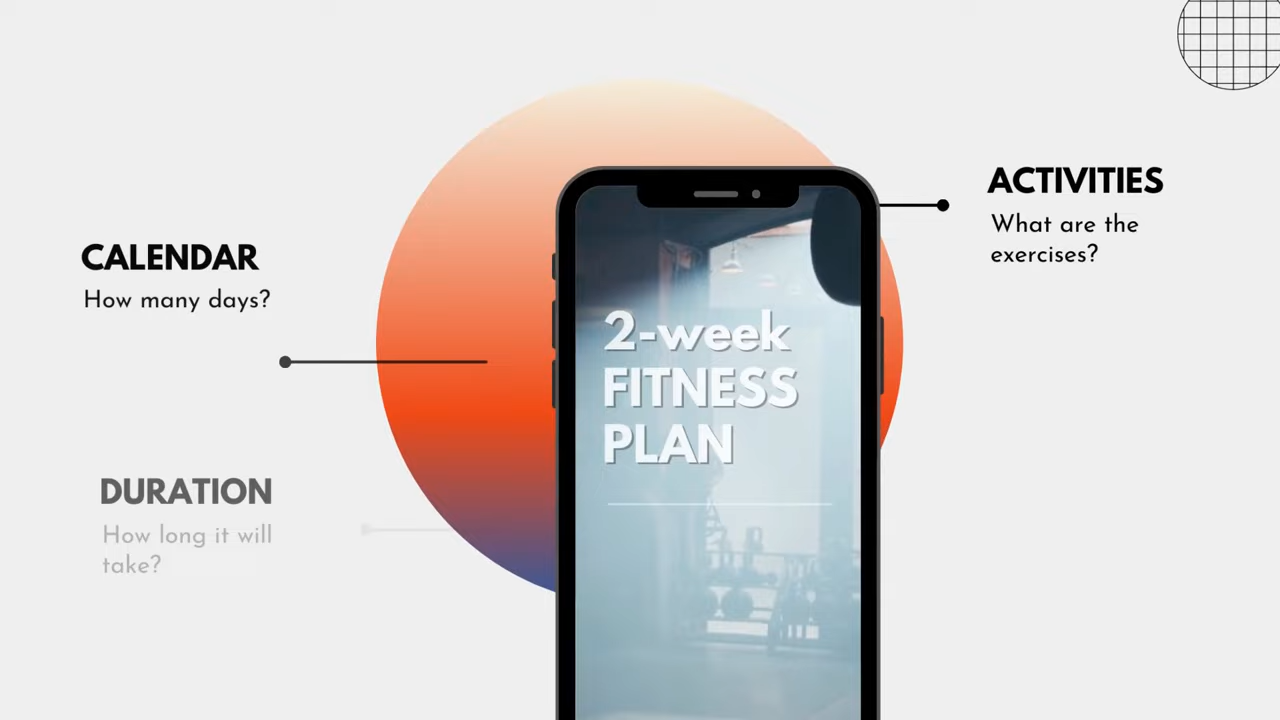 CALENDAR
How many days?
DURATION
How long it will
take?
2-week
FITNESS
PLAN
ACTIVITIES
What are the
exercises?